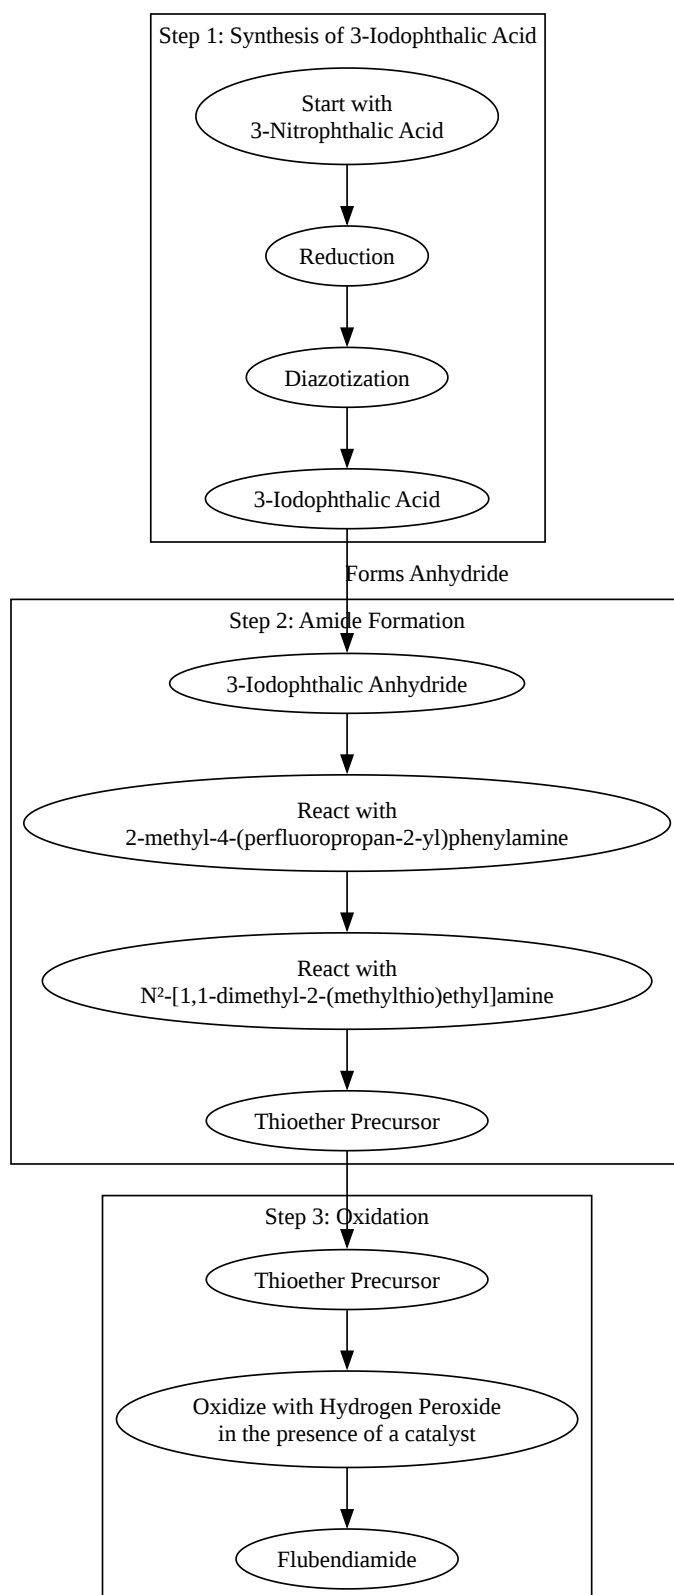 Step 1: Synthesis of 3-Iodophthalic Acid
Start with
3-Nitrophthalic Acid
Reduction
Diazotization
3-Iodophthalic Acid
Forms Anhydride
Step 2: Amide Formation
3-Iodophthalic Anhydride
React with
2-methyl-4-(perfluoropropan-2-yl)phenylamine
React with
N²-[1,1-dimethyl-2-(methylthio)ethyl]amine
Thioether Precursor
Step 3: Oxidation
Thioether Precursor
Oxidize with Hydrogen Peroxide
in the presence of a catalyst
Flubendiamide